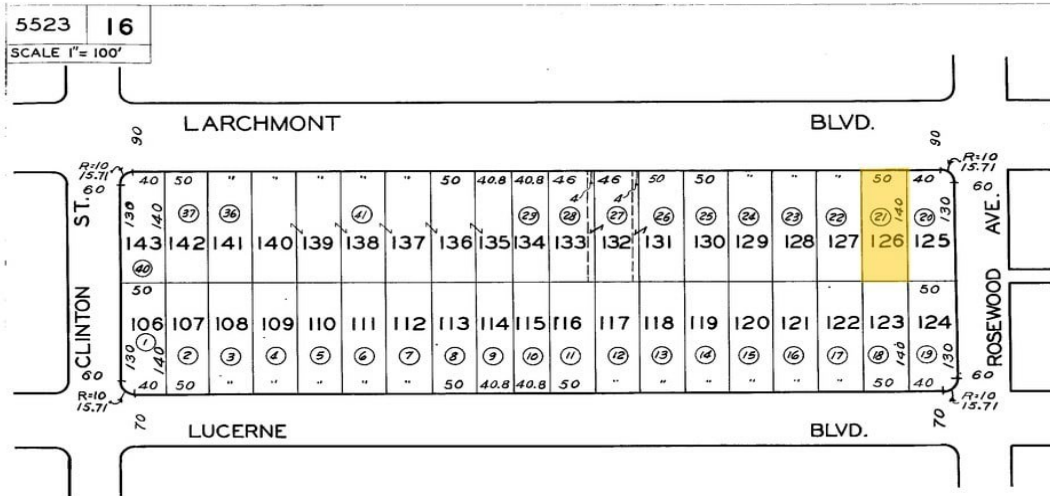 5523 16
SCALE 1"= 100'
LARCHMONT BLVD.
90 90
R=10 15.71 R=10 15.71
60 40 50 " " " " " 50 40.8 40.8 46 4 46 4 50 50 " " " 50 40 60
CLINTON ST.
ROSEWOOD AVE.
130 140 37 36 41 29 28 27 26 25 24 23 22 21 140 20 130
143 142 141 140 139 138 137 136 135 134 133 132 131 130 129 128 127 126 125
40
50 50
106 107 108 109 110 111 112 113 114 115 116 117 118 119 120 121 122 123 124
130 1 140 2 3 4 5 6 7 8 9 10 11 12 13 14 15 16 17 18 140 19 130
60 40 50 " " " " " 50 40.8 40.8 50 " " " " " " 50 40 60
R=10 15.71 R=10 15.71
70 70
LUCERNE BLVD.